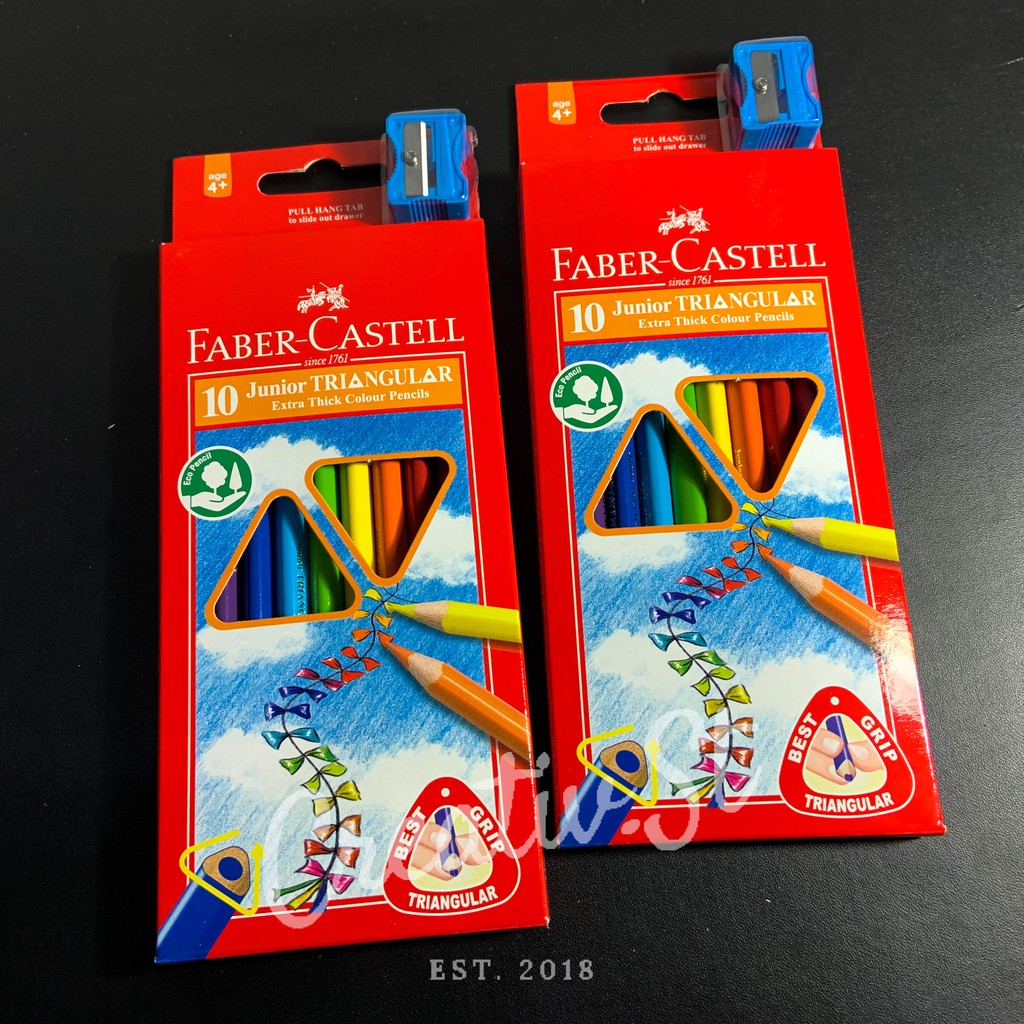 age
4+
PULL HANG TAB
to slide out drawer
FABER-CASTELL
since 1761
10 Junior TRIANGULAR
Extra Thick Colour Pencils
Eco Pencil
BEST GRIP
TRIANGULAR
age
4+
PULL HANG TAB
to slide out drawer
FABER-CASTELL
since 1761
10 Junior TRIANGULAR
Extra Thick Colour Pencils
Eco Pencil
BEST GRIP
TRIANGULAR
Creative.St
EST. 2018